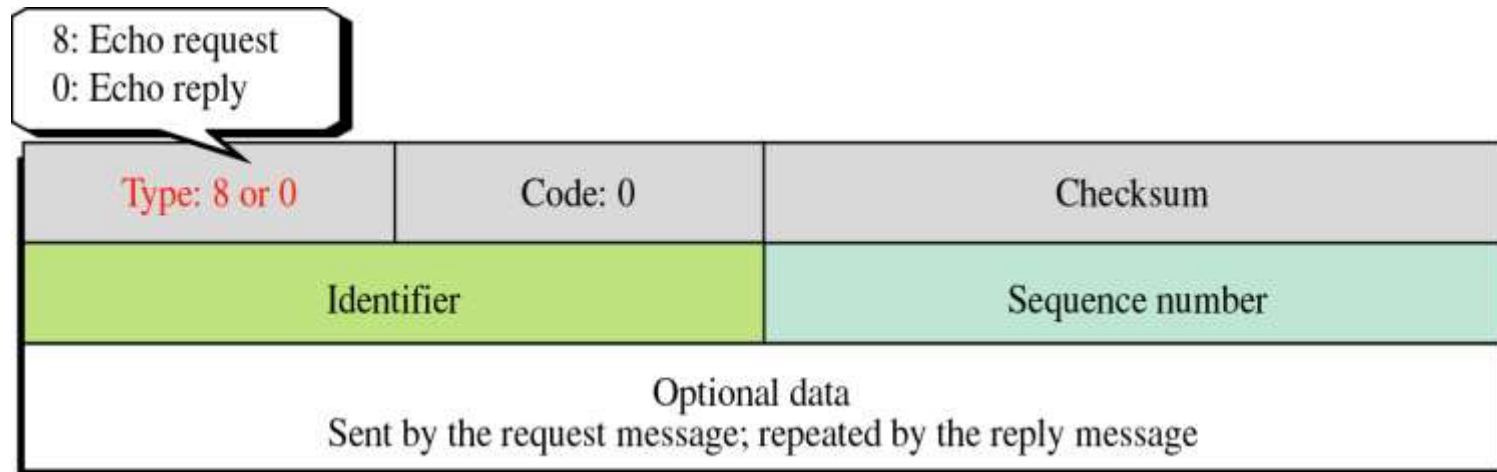 8: Echo request
0: Echo reply
Type: 8 or 0
Code: 0
Checksum
Identifier
Sequence number
Optional data
Sent by the request message; repeated by the reply message